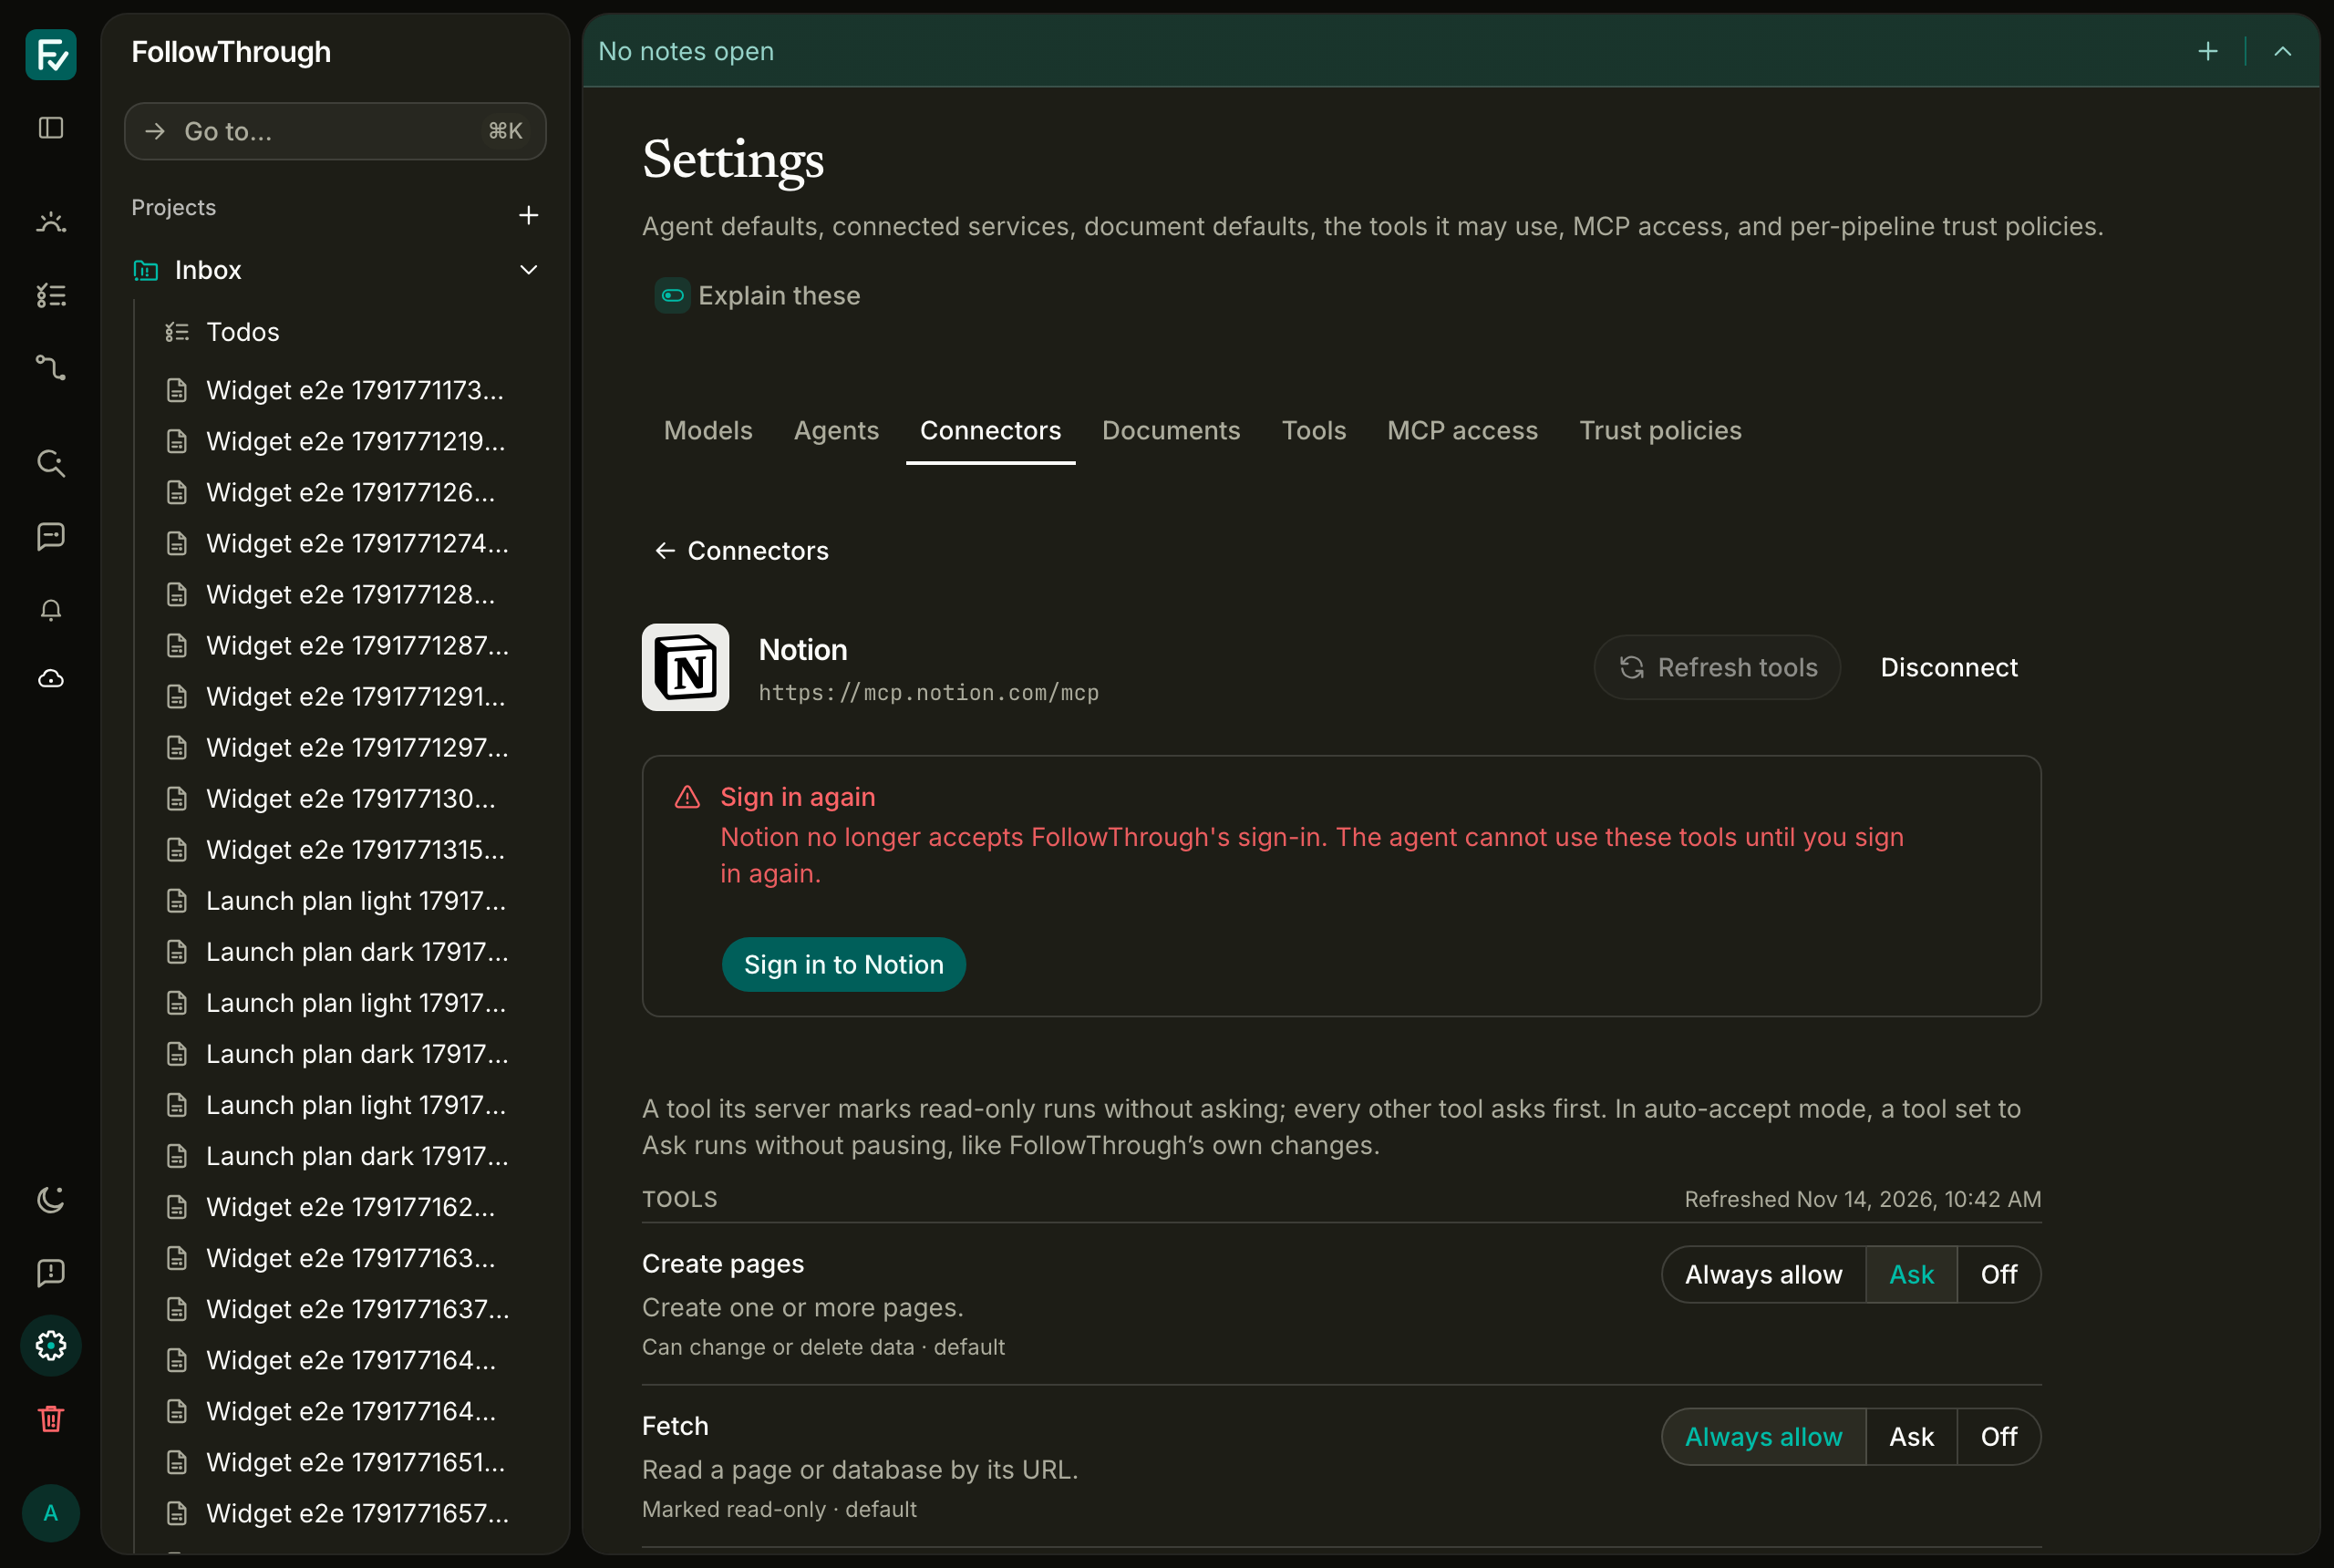 FollowThrough
Go to...
⌘K
Projects
Inbox
Todos
Widget e2e 1791771173...
Widget e2e 1791771219...
Widget e2e 179177126...
Widget e2e 1791771274...
Widget e2e 179177128...
Widget e2e 1791771287...
Widget e2e 1791771291...
Widget e2e 1791771297...
Widget e2e 179177130...
Widget e2e 1791771315...
Launch plan light 17917...
Launch plan dark 17917...
Launch plan light 17917...
Launch plan dark 17917...
Launch plan light 17917...
Launch plan dark 17917...
Widget e2e 179177162...
Widget e2e 179177163...
Widget e2e 1791771637...
Widget e2e 179177164...
Widget e2e 179177164...
Widget e2e 1791771651...
Widget e2e 1791771657...
A
No notes open
Settings
Agent defaults, connected services, document defaults, the tools it may use, MCP access, and per-pipeline trust policies.
Explain these
Models Agents Connectors Documents Tools MCP access Trust policies
Connectors
N
Notion
https://mcp.notion.com/mcp
Refresh tools
Disconnect
Sign in again
Notion no longer accepts FollowThrough's sign-in. The agent cannot use these tools until you sign
in again.
Sign in to Notion
A tool its server marks read-only runs without asking; every other tool asks first. In auto-accept mode, a tool set to
Ask runs without pausing, like FollowThrough’s own changes.
TOOLS
Refreshed Nov 14, 2026, 10:42 AM
Create pages
Create one or more pages.
Can change or delete data · default
Always allow Ask Off
Fetch
Read a page or database by its URL.
Marked read-only · default
Always allow Ask Off